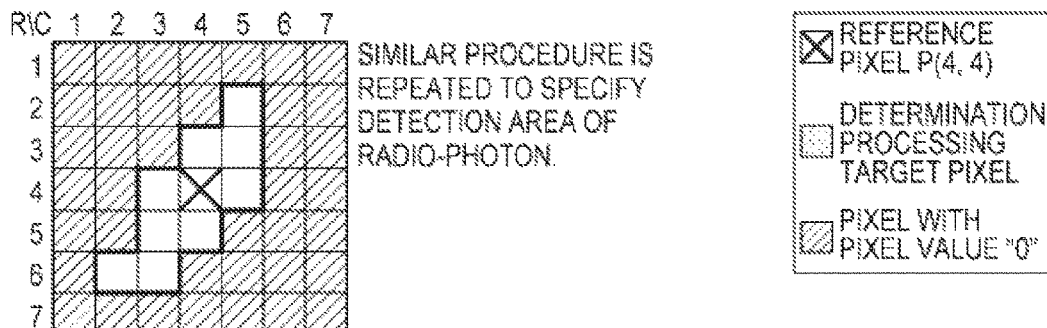 R\C 1 2 3 4 5 6 7
1
2
3
4
5
6
7
SIMILAR PROCEDURE IS
REPEATED TO SPECIFY
DETECTION AREA OF
RADIO-PHOTON.
REFERENCE
PIXEL P(4, 4)
DETERMINATION
PROCESSING
TARGET PIXEL
PIXEL WITH
PIXEL VALUE "0"